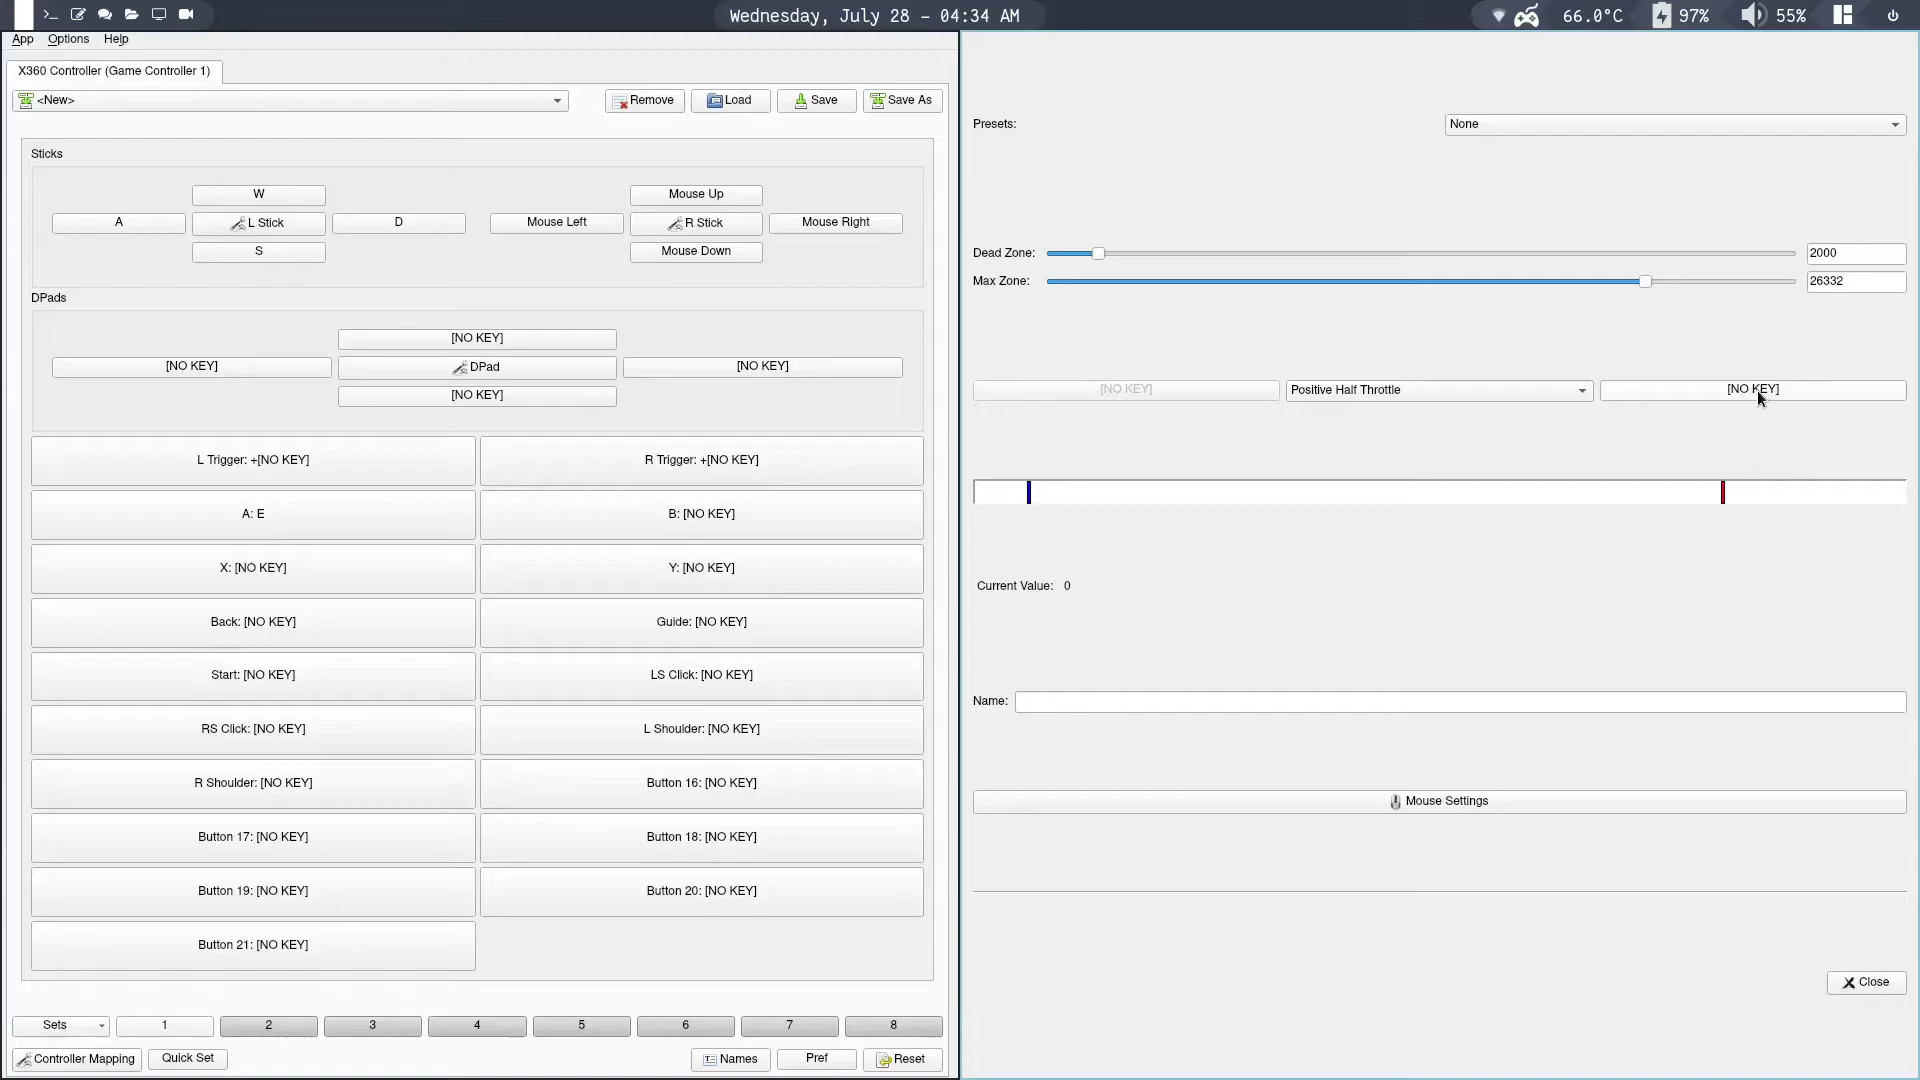 Wednesday, July 28 - 04:34 AM
66.0°C
97%
55%
App Options Help
X360 Controller (Game Controller 1)
<New>
Remove
Load
Save
Save As
Sticks
W
Mouse Up
A
L Stick
D
Mouse Left
R Stick
Mouse Right
S
Mouse Down
DPads
[NO KEY]
[NO KEY]
DPad
[NO KEY]
[NO KEY]
L Trigger: +[NO KEY]
R Trigger: +[NO KEY]
A: E
B: [NO KEY]
X: [NO KEY]
Y: [NO KEY]
Back: [NO KEY]
Guide: [NO KEY]
Start: [NO KEY]
LS Click: [NO KEY]
RS Click: [NO KEY]
L Shoulder: [NO KEY]
R Shoulder: [NO KEY]
Button 16: [NO KEY]
Button 17: [NO KEY]
Button 18: [NO KEY]
Button 19: [NO KEY]
Button 20: [NO KEY]
Button 21: [NO KEY]
Sets
1
2
3
4
5
6
7
8
Controller Mapping
Quick Set
Names
Pref
Reset
Presets:
None
Dead Zone:
2000
Max Zone:
26332
[NO KEY]
Positive Half Throttle
[NO KEY]
Current Value: 0
Name:
Mouse Settings
Close